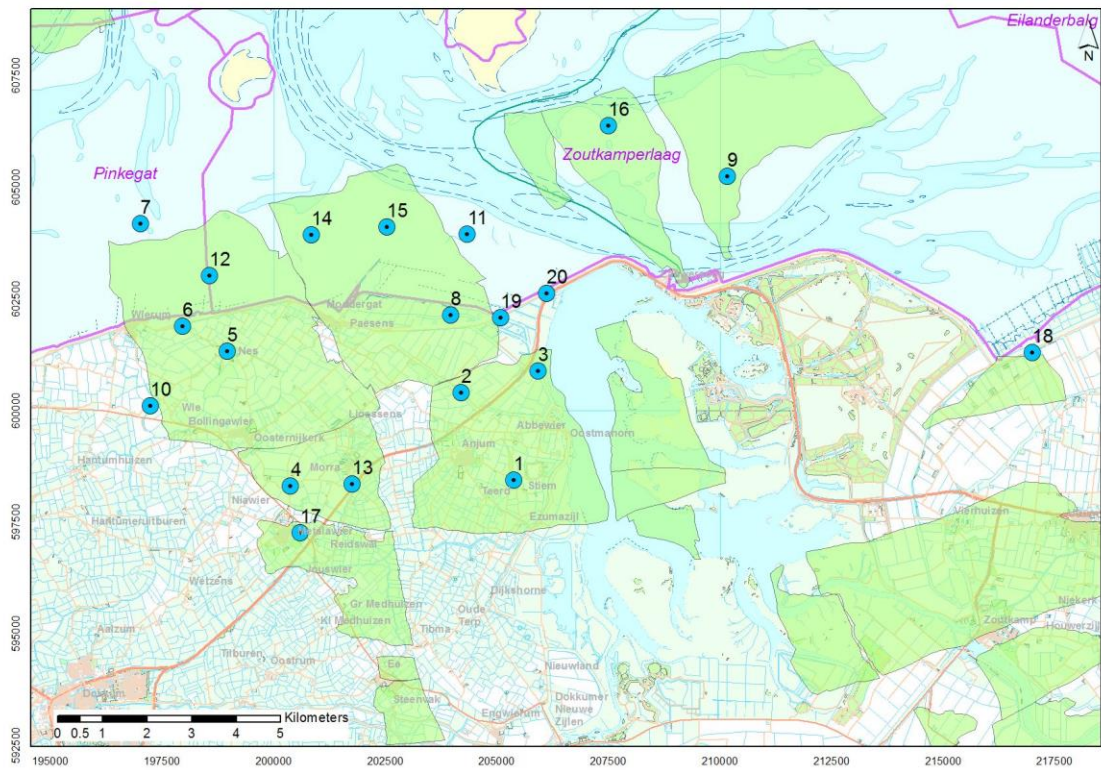 Eilanderbalg
N
607500
16
Zoutkamperlaag
9
Pinkegat
605000
7
14
15
11
12
20
602500
Wierum
Moddergat
8
19
6
Paesens
5
Nes
3
18
10
2
600000
Wie
Bollingawier
Lioessens
Abbewier
Oostmahorn
Oosternijkerk
Anjum
Hantumhuizen
Morra
13
1
4
Teerd
Stiem
Niawier
Hantumeruitburen
17
Ezumazijl
Vierhuizen
597500
Reidswal
Jouswier
Wetzens
Dijkshorne
Gr Medhuizen
Oude
Terp
Niekerk
Kl Medhuizen
Tibma
Zoutkamp
Houwerzijl
595000
Aalzum
Tilburen
Oostrum
Ee
Nieuwland
Steenvak
Dokkumer
Nieuwe
Zijlen
Engwierum
Kilometers
0 0.5 1 2 3 4 5
592500
195000 197500 200000 202500 205000 207500 210000 212500 215000 217500